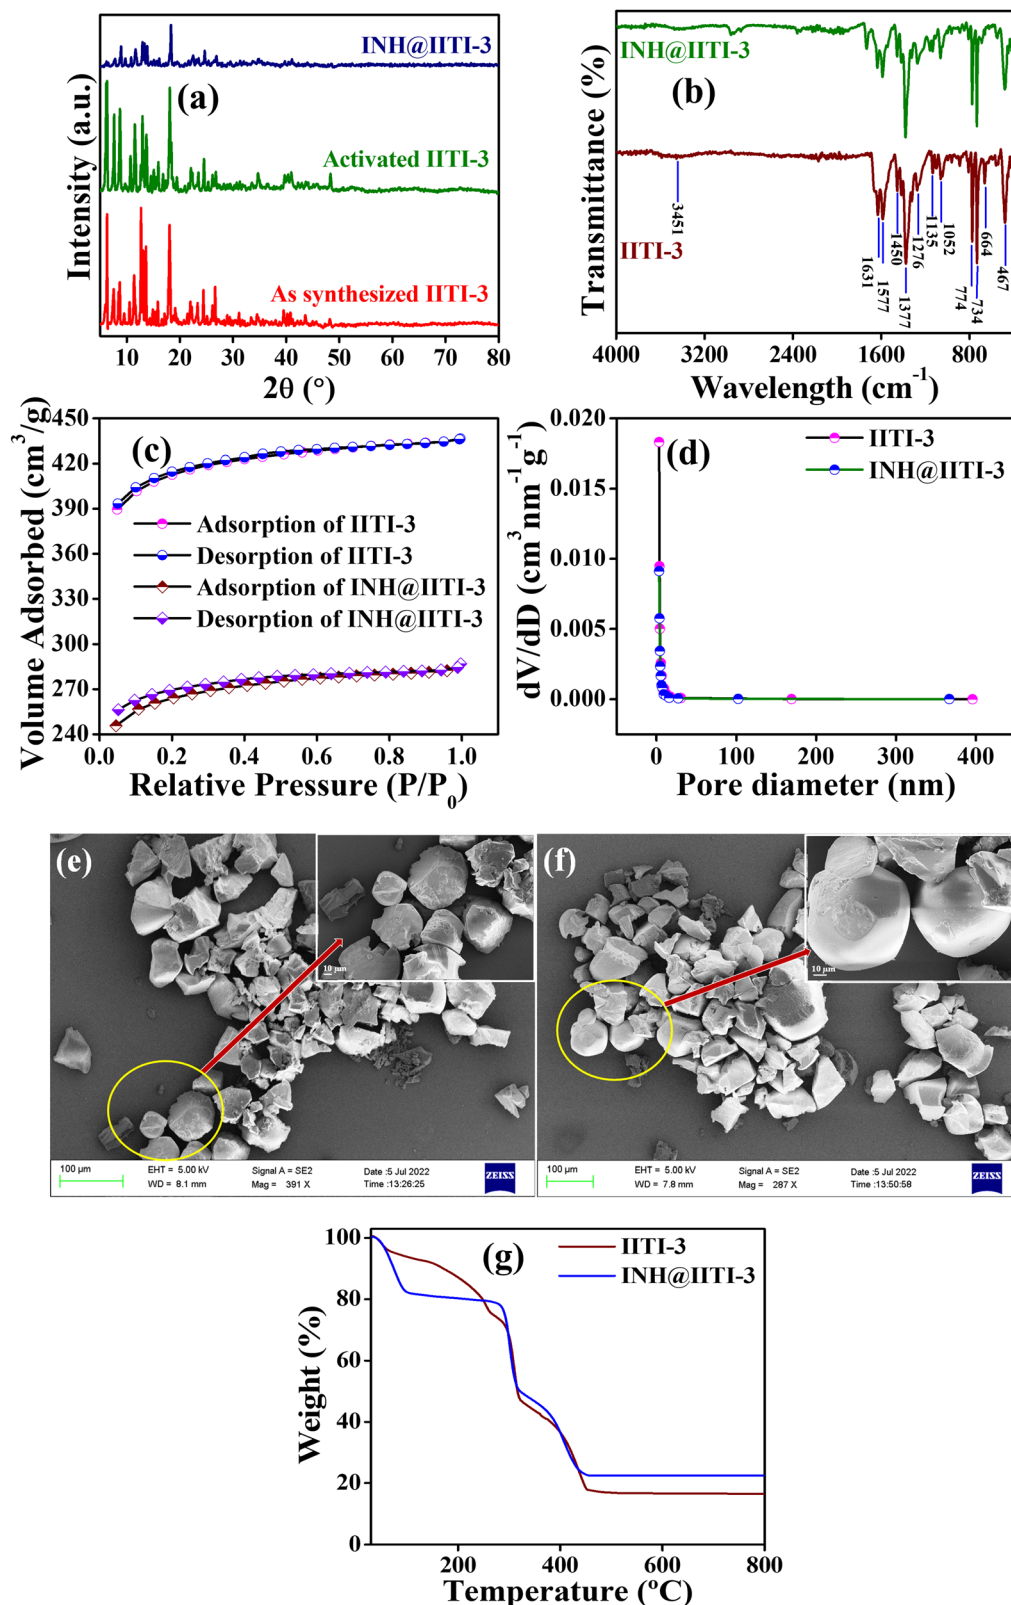 INH@IITI-3
(a)
Activated IITI-3
As synthesized IITI-3
Intensity (a.u.)
10 20 30 40 50 60 70 80
2θ (°)
INH@IITI-3
(b)
IITI-3
Transmittance (%)
3451
1631
1577
1450
1377
1276
1135
1052
774
734
664
467
4000 3200 2400 1600 800
Wavelength (cm⁻¹)
450
420
390
360
330
300
270
240
(c)
Adsorption of IITI-3
Desorption of IITI-3
Adsorption of INH@IITI-3
Desorption of INH@IITI-3
Volume Adsorbed (cm³/g)
0.0 0.2 0.4 0.6 0.8 1.0
Relative Pressure (P/P₀)
0.020
0.015
0.010
0.005
0.000
IITI-3
(d)
INH@IITI-3
dV/dD (cm³ nm⁻¹g⁻¹)
0 100 200 300 400
Pore diameter (nm)
(e)
10 µm
100 µm
EHT = 5.00 kV
WD = 8.1 mm
Signal A = SE2
Mag = 391 X
Date :5 Jul 2022
Time :13:26:25
ZEISS
(f)
10 µm
100 µm
EHT = 5.00 kV
WD = 7.8 mm
Signal A = SE2
Mag = 287 X
Date :5 Jul 2022
Time :13:50:58
ZEISS
100
80
60
40
20
0
(g)
IITI-3
INH@IITI-3
Weight (%)
200 400 600 800
Temperature (ºC)